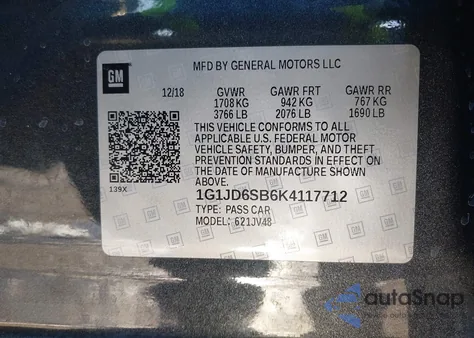 GM
MFD BY GENERAL MOTORS LLC
12/18 GVWR GAWR FRT GAWR RR
1708 KG 942 KG 767 KG
3766 LB 2076 LB 1690 LB
THIS VEHICLE CONFORMS TO ALL
APPLICABLE U.S. FEDERAL MOTOR
VEHICLE SAFETY, BUMPER, AND THEFT
PREVENTION STANDARDS IN EFFECT ON THE
DATE OF MANUFACTURE SHOWN ABOVE.
139X
1G1JD6SB6K4117712
TYPE: PASS CAR
MODEL: 621JV48
autoSnap